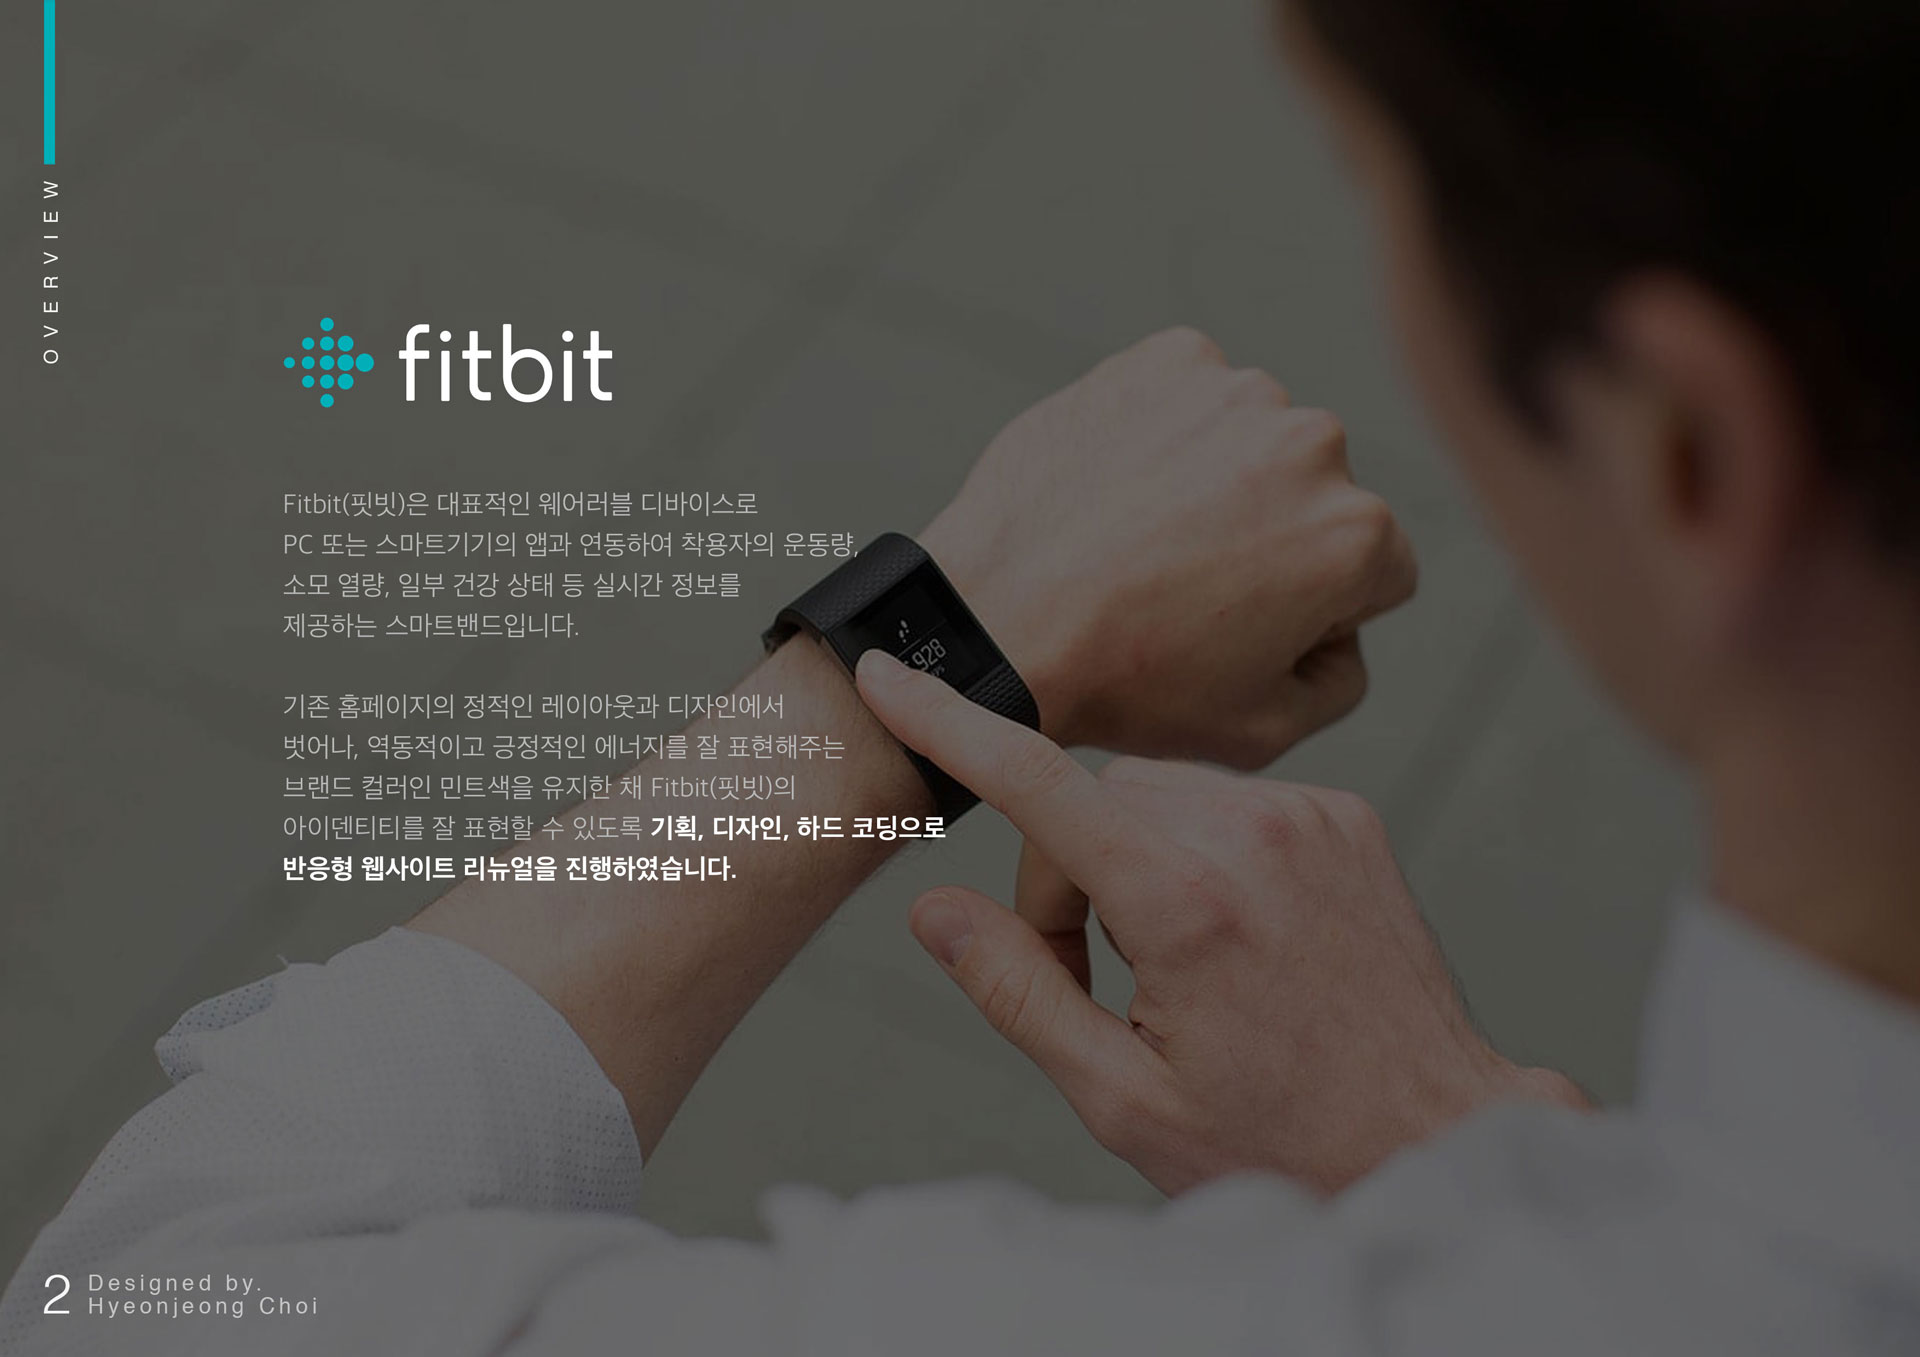 OVERVIEW
fitbit
Fitbit(핏빗)은 대표적인 웨어러블 디바이스로
PC 또는 스마트기기의 앱과 연동하여 착용자의 운동량,
소모 열량, 일부 건강 상태 등 실시간 정보를
제공하는 스마트밴드입니다.
928
기존 홈페이지의 정적인 레이아웃과 디자인에서
벗어나, 역동적이고 긍정적인 에너지를 잘 표현해주는
브랜드 컬러인 민트색을 유지한 채 Fitbit(핏빗)의
아이덴티티를 잘 표현할 수 있도록 기획, 디자인, 하드 코딩으로
반응형 웹사이트 리뉴얼을 진행하였습니다.
2
Designed by.
Hyeonjeong Choi